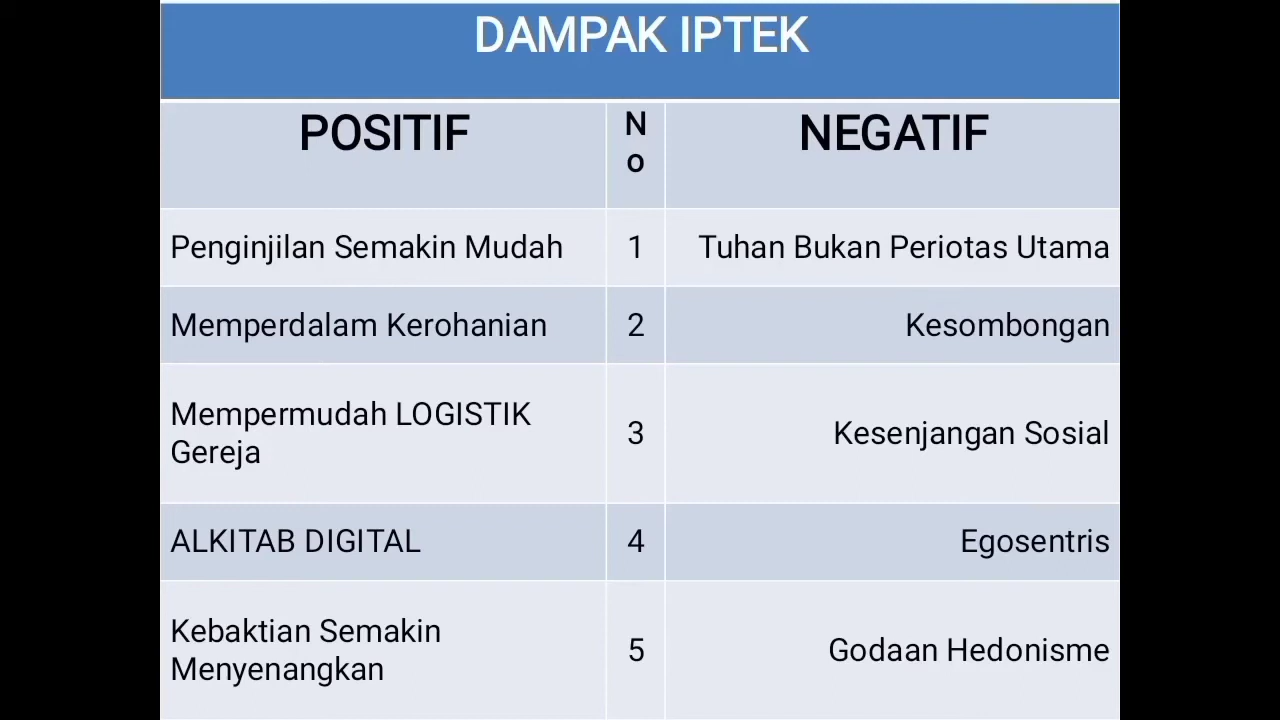 DAMPAK IPTEK
POSITIF
N
o
NEGATIF
Penginjilan Semakin Mudah
1
Tuhan Bukan Periotas Utama
Memperdalam Kerohanian
2
Kesombongan
Mempermudah LOGISTIK
Gereja
3
Kesenjangan Sosial
ALKITAB DIGITAL
4
Egosentris
Kebaktian Semakin
Menyenangkan
5
Godaan Hedonisme